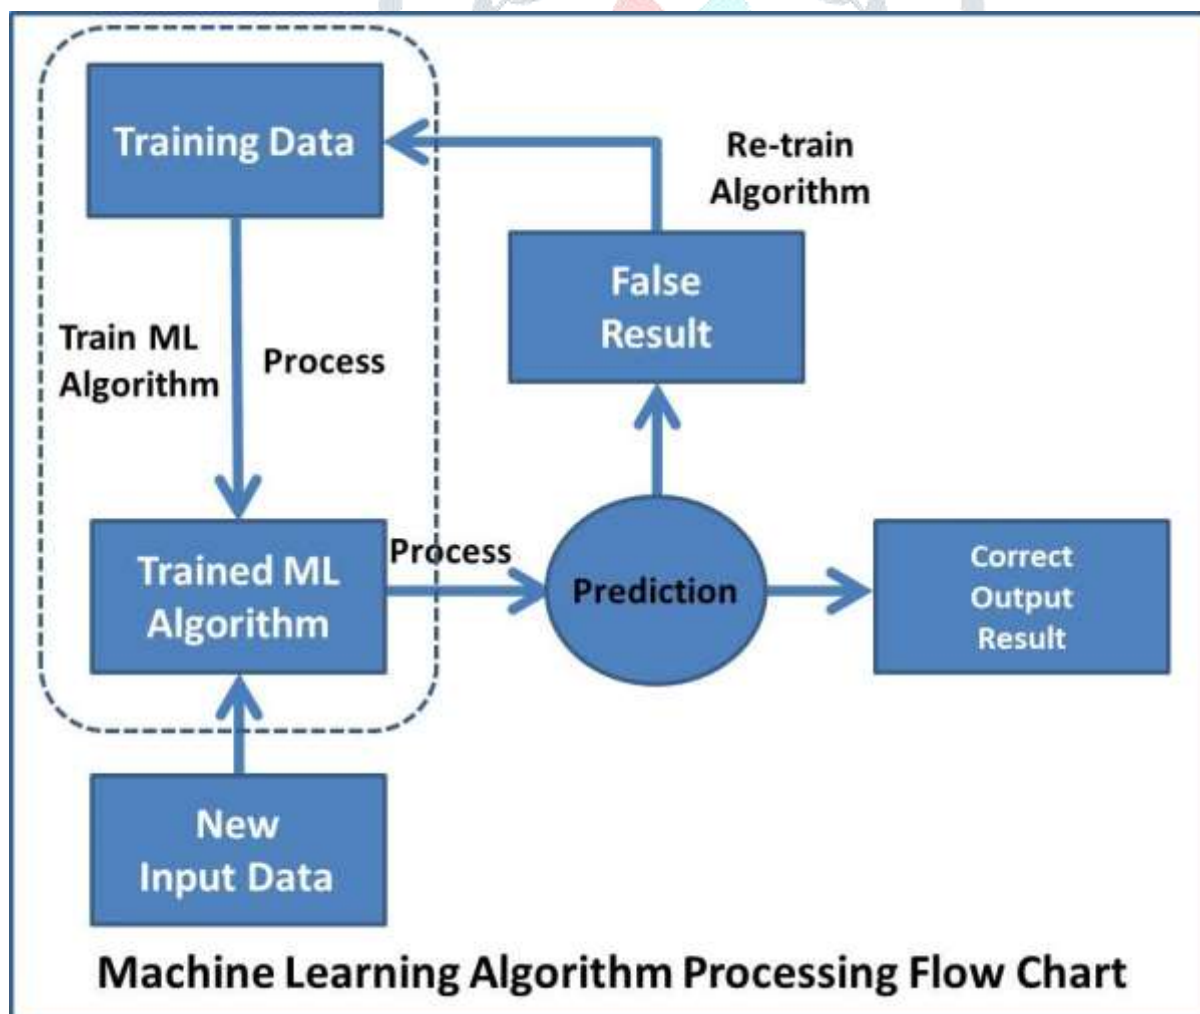 Training Data
Re-train
Algorithm
False
Result
Train ML
Algorithm
Process
Trained ML
Algorithm
Process
Prediction
Correct
Output
Result
New
Input Data
Machine Learning Algorithm Processing Flow Chart